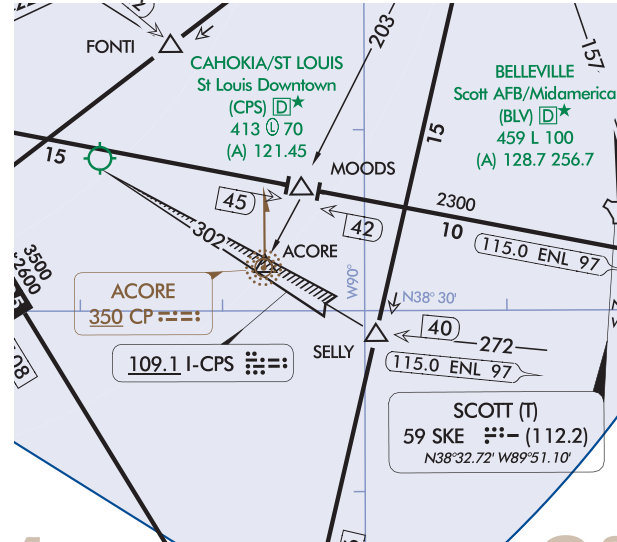 FONTI
203
157
CAHOKIA/ST LOUIS
St Louis Downtown
(CPS) D★
413 Ⓛ 70
(A) 121.45
BELLEVILLE
Scott AFB/Midamerica
(BLV) D★
459 L 100
(A) 128.7 256.7
15
15
MOODS
45
42
2300
10
302
ACORE
115.0 ENL 97
3500
2600
W90°
N38° 30'
ACORE
350 CP
SELLY
40
272
109.1 I-CPS
115.0 ENL 97
SCOTT (T)
59 SKE (112.2)
N38°32.72' W89°51.10'